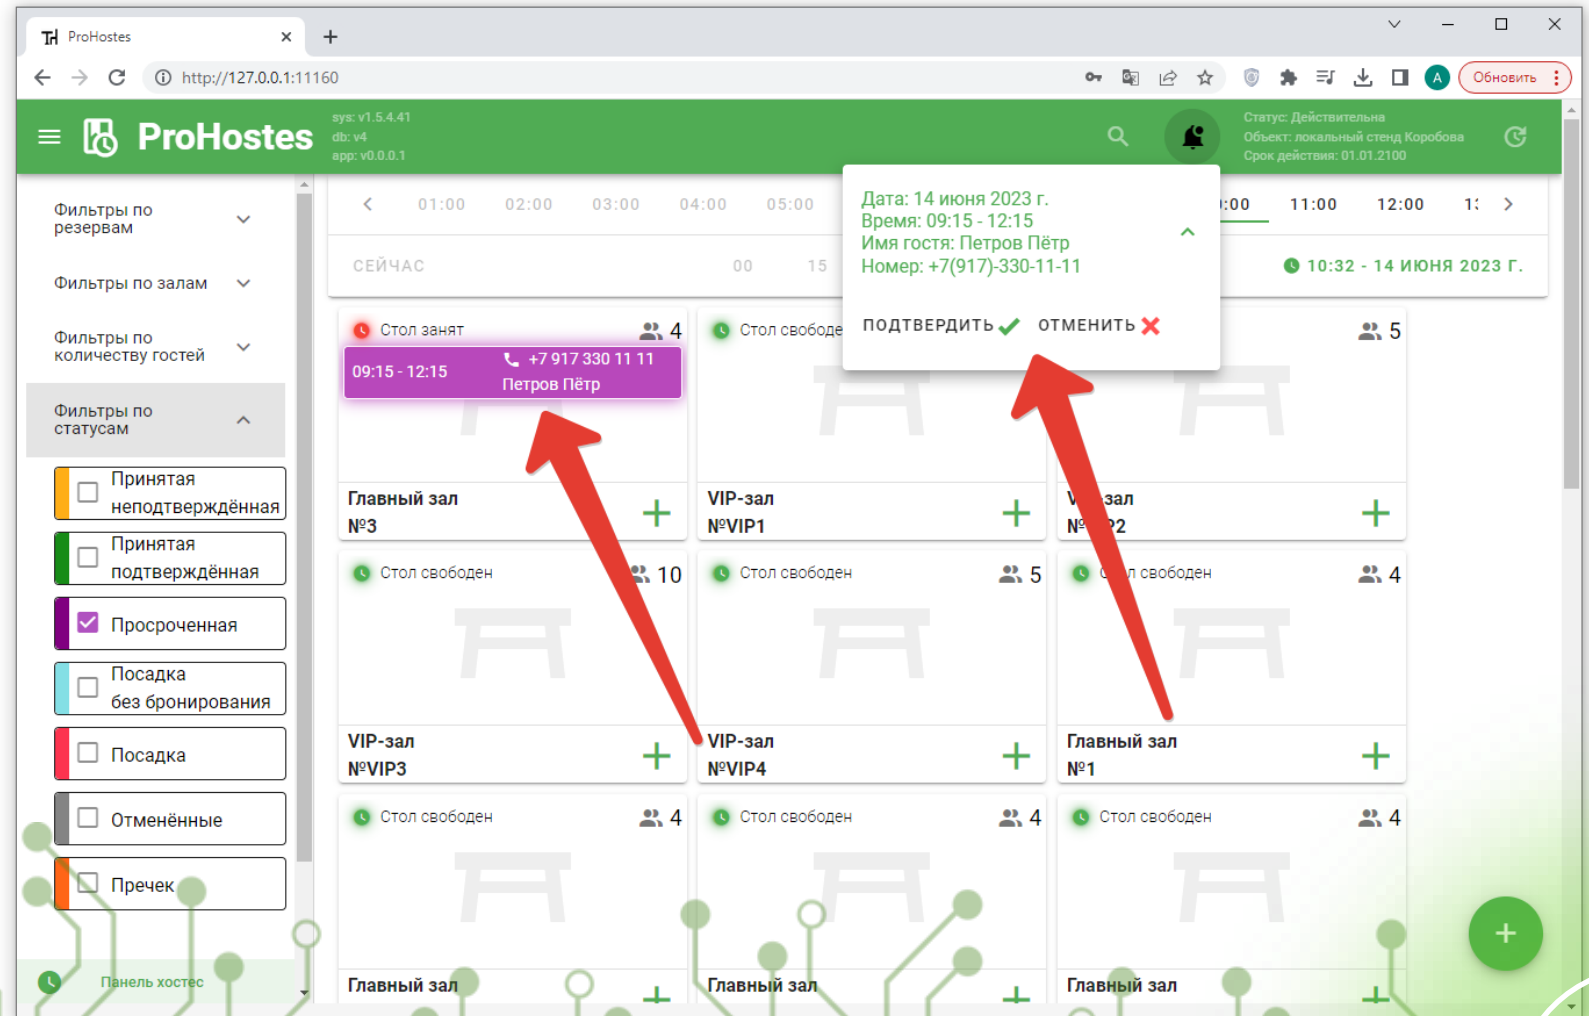 ProHostes
http://127.0.0.1:11160
Обновить
ProHostes
sys: v1.5.4.41
db: v4
app: v0.0.0.1
Статус: Действительна
Объект: локальный стенд Коробова
Срок действия: 01.01.2100
Фильтры по резервам
Фильтры по залам
Фильтры по количеству гостей
Фильтры по статусам
Принятая неподтверждённая
Принятая подтверждённая
Просроченная
Посадка без бронирования
Посадка
Отменённые
Пречек
Панель хостес
01:00 02:00 03:00 04:00 05:00 :00 11:00 12:00
СЕЙЧАС 00 15 10:32 - 14 ИЮНЯ 2023 Г.
Дата: 14 июня 2023 г.
Время: 09:15 - 12:15
Имя гостя: Петров Пётр
Номер: +7(917)-330-11-11
ПОДТВЕРДИТЬ ОТМЕНИТЬ
Стол занят 4
09:15 - 12:15 +7 917 330 11 11
Петров Пётр
Главный зал
№3
Стол свободе
VIP-зал
№VIP1
5
зал
Стол свободен 10
VIP-зал
№VIP3
Стол свободен 5
VIP-зал
№VIP4
свободен 4
Главный зал
№1
Стол свободен 4
Главный зал
Стол свободен 4
Главный зал
Стол свободен 4
Главный зал